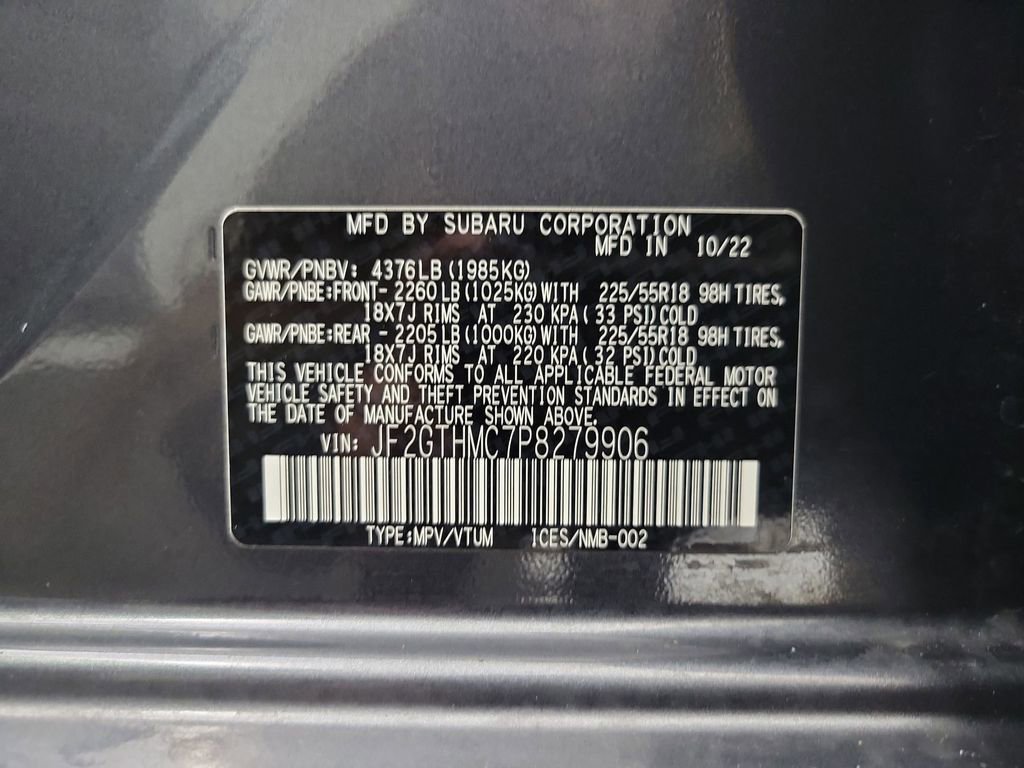 MFD BY SUBARU CORPORATION
MFD IN 10/22
GVWR/PNBV: 4376LB(1985KG)
GAWR/PNBE:FRONT- 2260LB(1025KG)WITH 225/55R18 98H TIRES,
18X7J RIMS AT 230 KPA(33 PSI)COLD
GAWR/PNBE:REAR - 2205LB(1000KG)WITH 225/55R18 98H TIRES,
18X7J RIMS AT 220 KPA(32 PSI)COLD
THIS VEHICLE CONFORMS TO ALL APPLICABLE FEDERAL MOTOR
VEHICLE SAFETY AND THEFT PREVENTION STANDARDS IN EFFECT ON
THE DATE OF MANUFACTURE SHOWN ABOVE.
VIN: JF2GTHMC7P8279906
TYPE:MPV/VTUM ICES/NMB-002